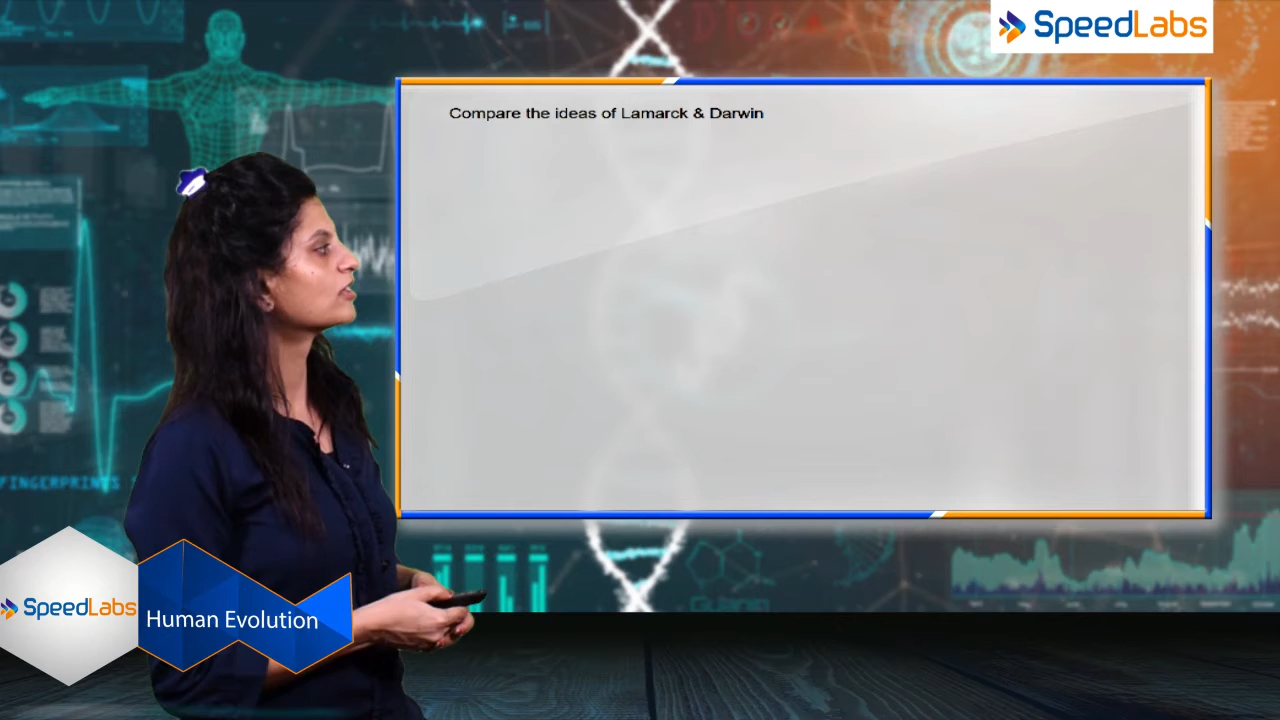 SpeedLabs
Compare the ideas of Lamarck & Darwin
FINGERPRINTS
SpeedLabs
Human Evolution